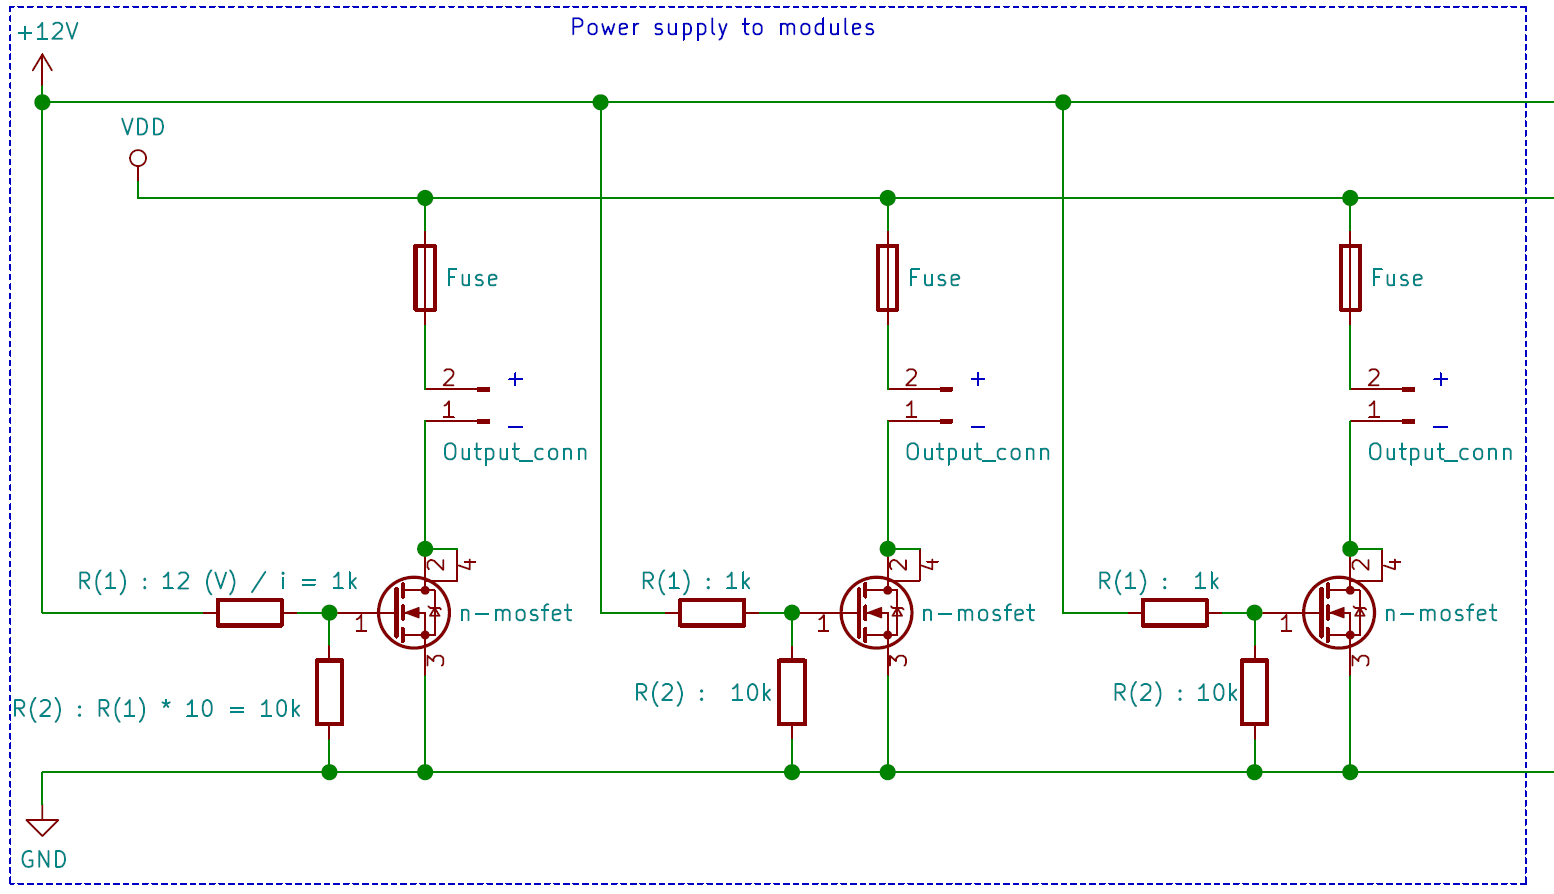 Power supply to modules
+12V
VDD
Fuse
Fuse
Fuse
2 +
2 +
2 +
1 −
1 −
1 −
Output_conn
Output_conn
Output_conn
2 4
2 4
2 4
R(1) : 12 (V) / i = 1k
R(1) : 1k
R(1) :  1k
n-mosfet
n-mosfet
n-mosfet
1
1
1
3
3
3
R(2) : R(1) * 10 = 10k
R(2) :  10k
R(2) : 10k
GND